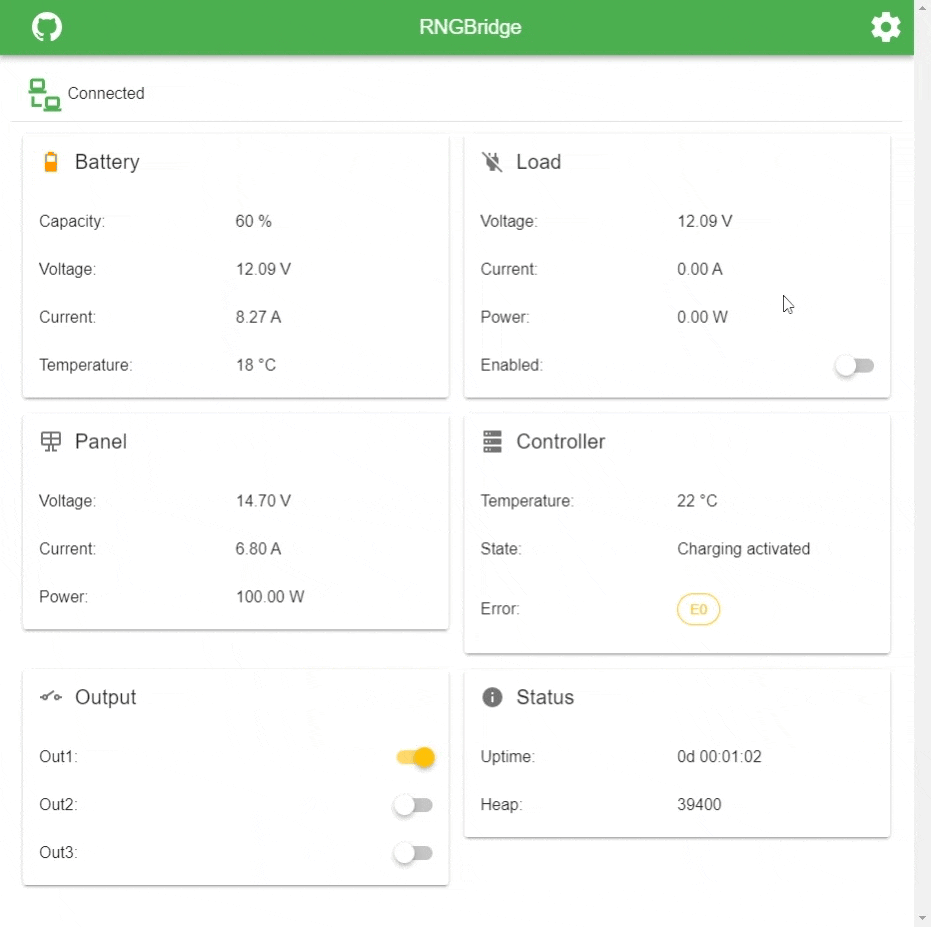 RNGBridge
Connected
Battery
Capacity: 60 %
Voltage: 12.09 V
Current: 8.27 A
Temperature: 18 °C
Load
Voltage: 12.09 V
Current: 0.00 A
Power: 0.00 W
Enabled:
Panel
Voltage: 14.70 V
Current: 6.80 A
Power: 100.00 W
Controller
Temperature: 22 °C
State: Charging activated
Error: E0
Output
Out1:
Out2:
Out3:
Status
Uptime: 0d 00:01:02
Heap: 39400